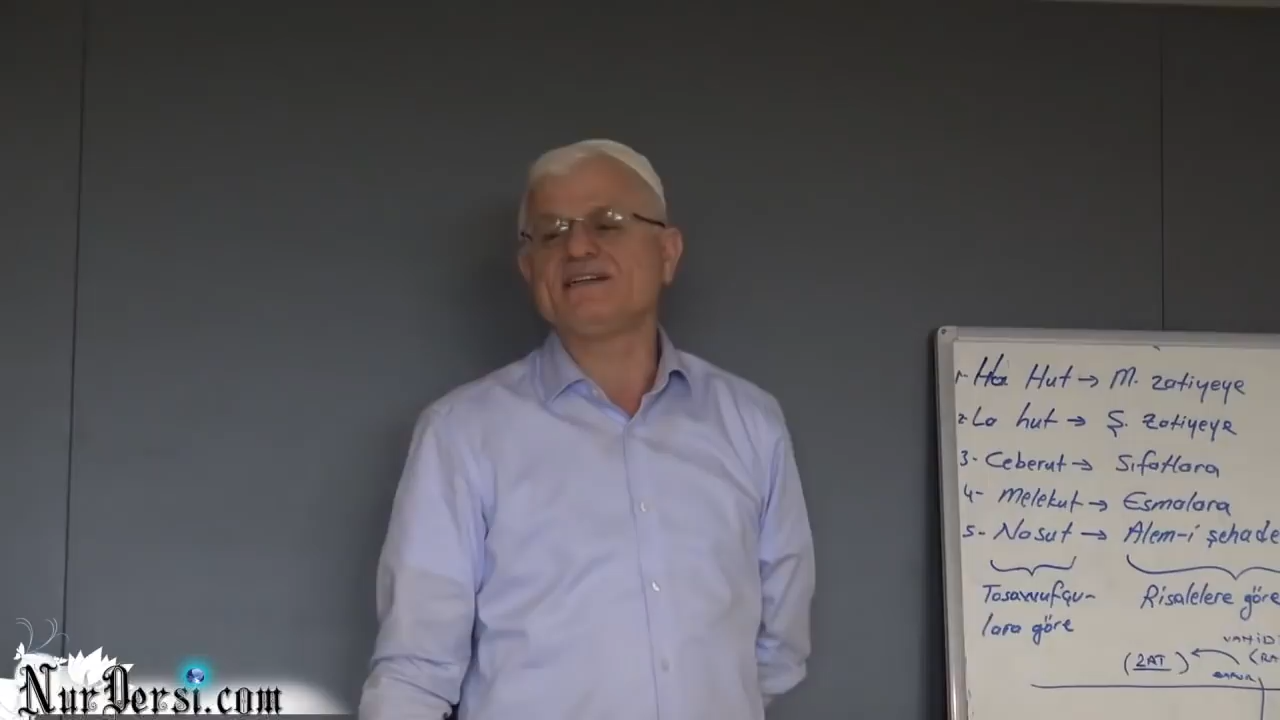 1- Ha Hut → M. zatiyeye
2- La hut → Ş. Zatiyeye
3- Ceberut → Sıfatlara
4- Melekut → Esmalara
5- Nasut → Alem-i şehade
Tasavvufçu- Risalelere göre
lara göre
VAHİD
(ZAT)
NurDersi.com